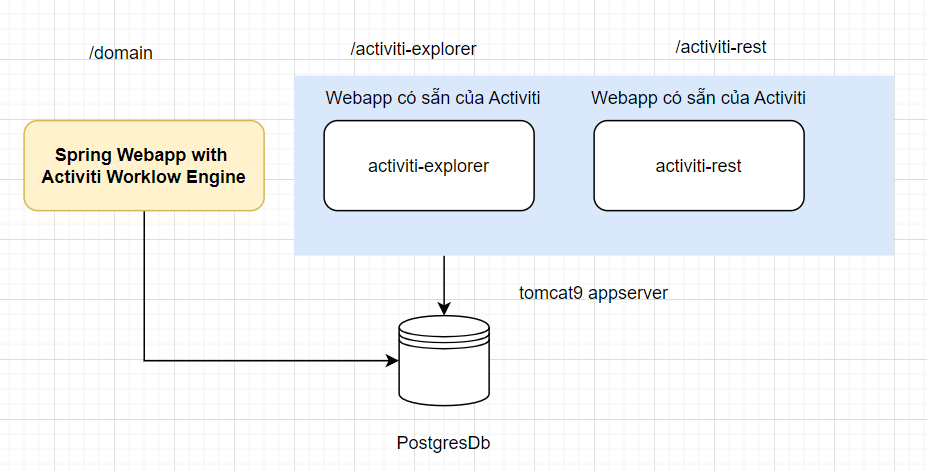 /domain
/activiti-explorer
/activiti-rest
Webapp có sẵn của Activiti
Webapp có sẵn của Activiti
Spring Webapp with
Activiti Worklow Engine
activiti-explorer
activiti-rest
tomcat9 appserver
PostgresDb